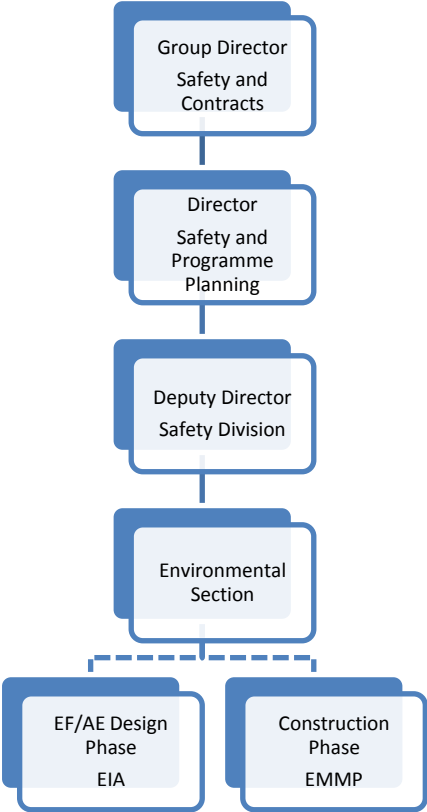 Group Director
Safety and
Contracts
Director
Safety and
Programme
Planning
Deputy Director
Safety Division
Environmental
Section
EF/AE Design
Phase
EIA
Construction
Phase
EMMP